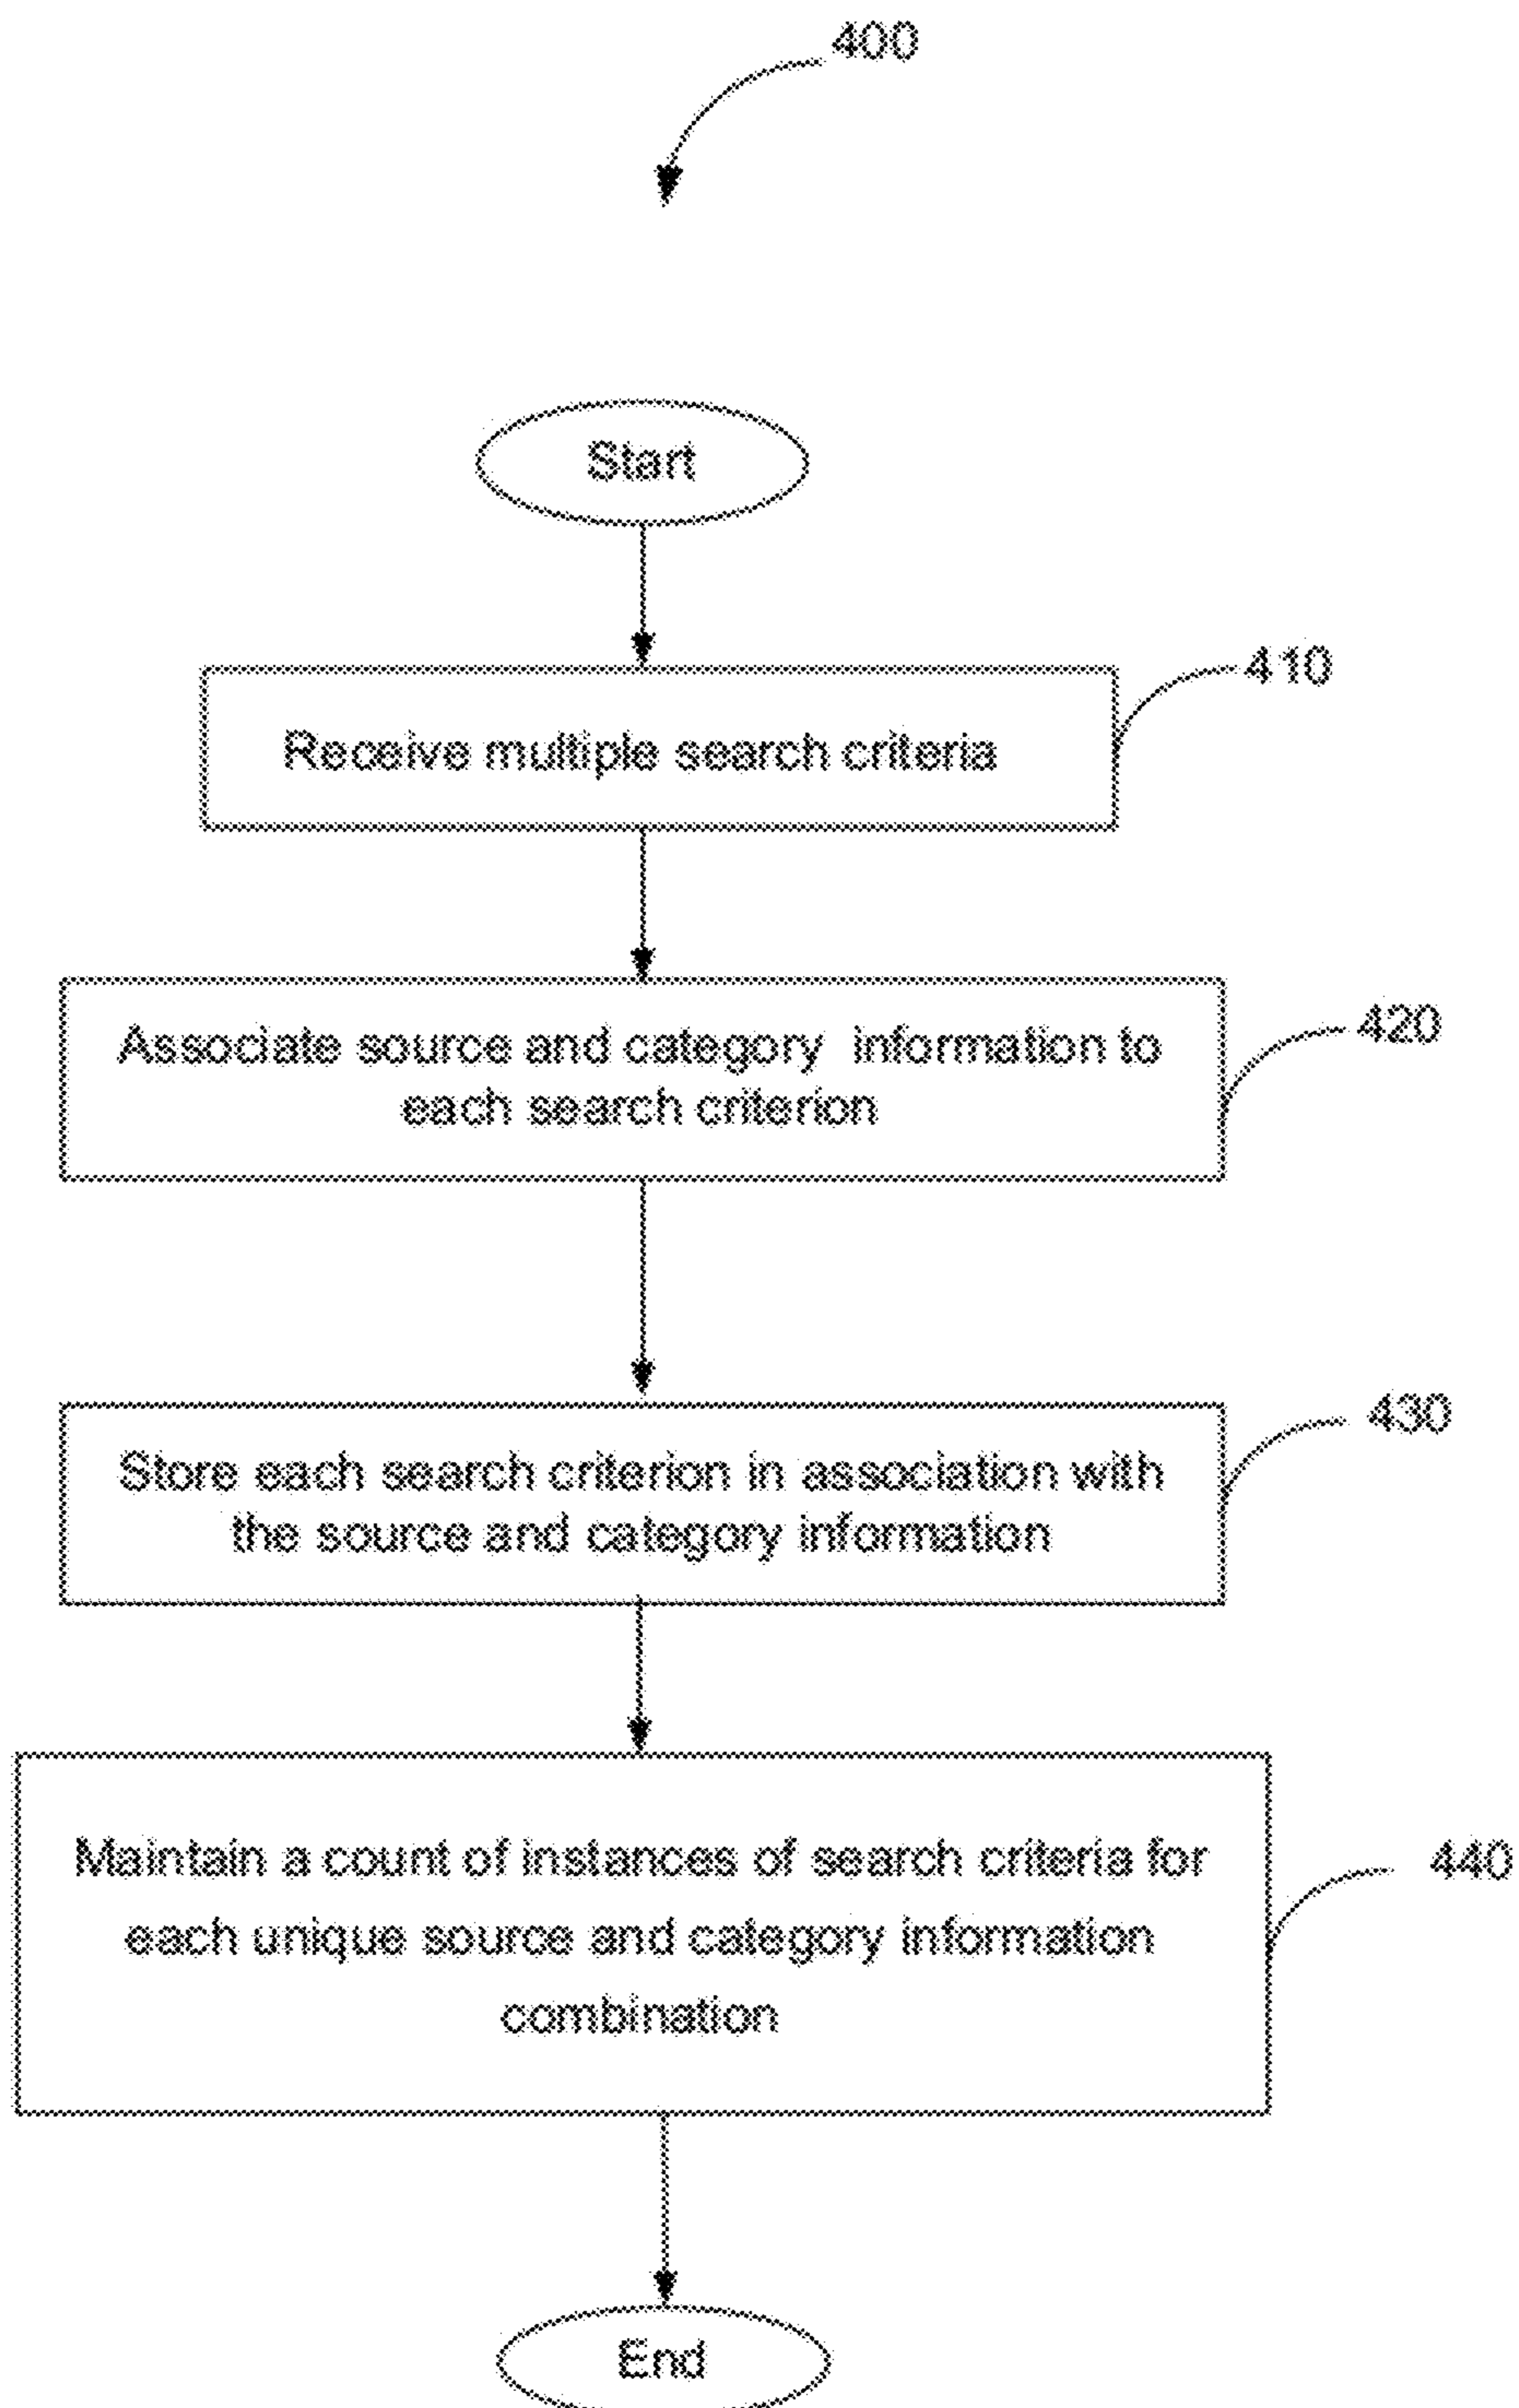 400
Start
410
Receive multiple search criteria
420
Associate source and category information to
each search criterion
430
Store each search criterion in association with
the source and category information
440
Maintain a count of instances of search criteria for
each unique source and category information
combination
End